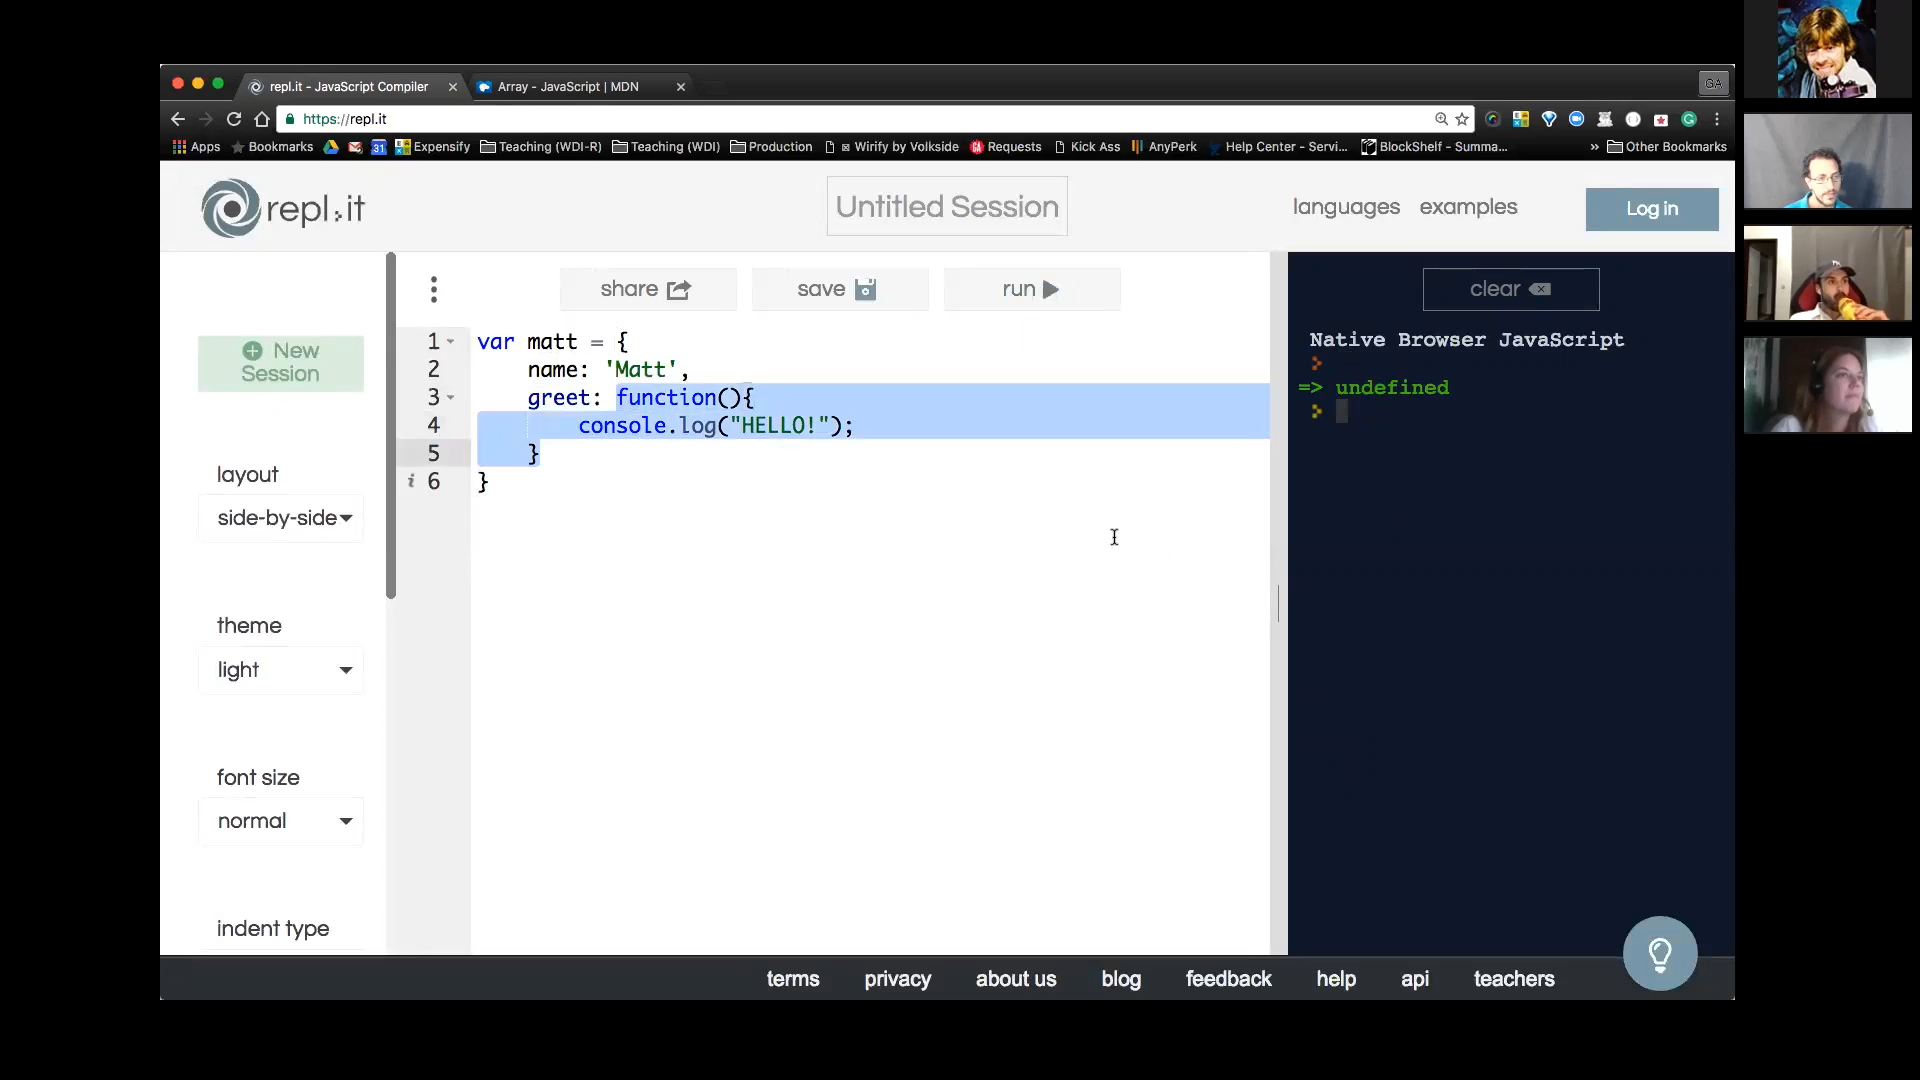 repl.it - JavaScript Compiler
Array - JavaScript | MDN
GA
https://repl.it
Apps
Bookmarks
31
Expensify
Teaching (WDI-R)
Teaching (WDI)
Production
Wirify by Volkside
Requests
Kick Ass
AnyPerk
Help Center - Servi...
BlockShelf - Summa...
»
Other Bookmarks
repl.it
Untitled Session
languages
examples
Log in
New
Session
layout
side-by-side
theme
light
font size
normal
indent type
share
save
run
1 var matt = {
2 name: 'Matt',
3 greet: function(){
4 console.log("HELLO!");
5 }
i 6 }
clear
Native Browser JavaScript
=> undefined
terms
privacy
about us
blog
feedback
help
api
teachers